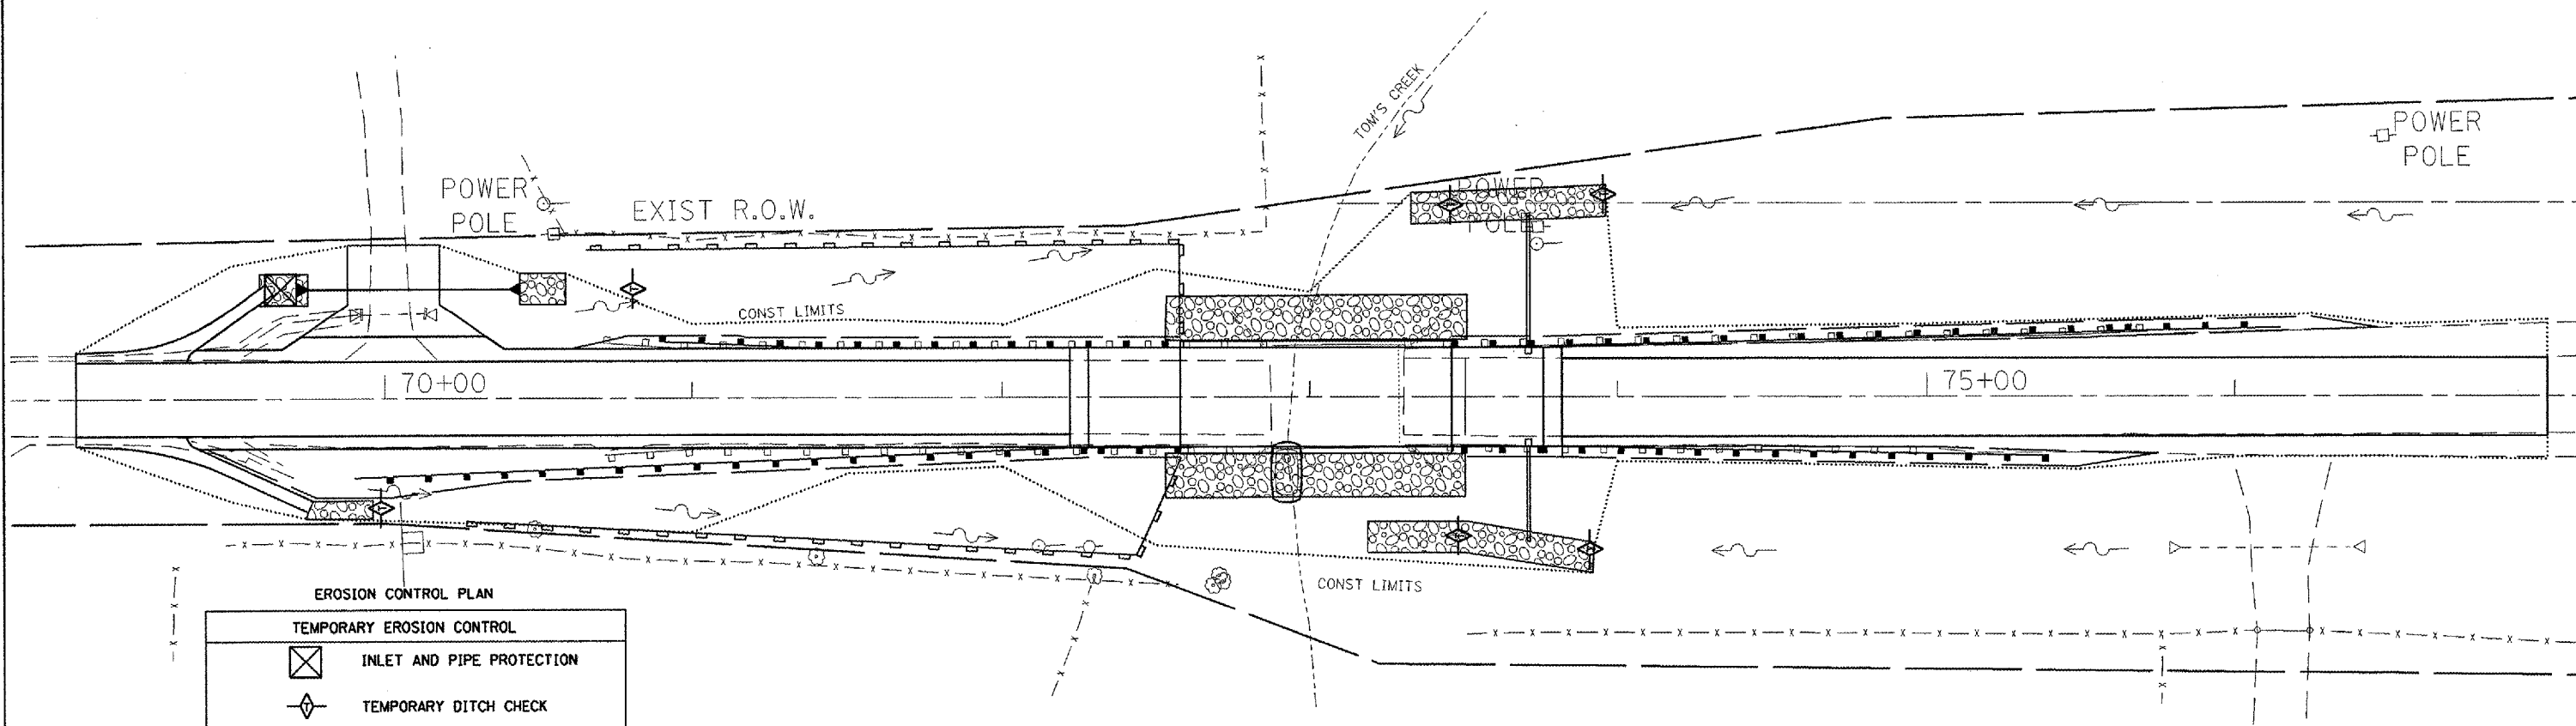 TOM'S CREEK
POWER
POLE
POWER
POLE
EXIST R.O.W.
POWER
POLE
CONST LIMITS
70+00
75+00
CONST LIMITS
EROSION CONTROL PLAN
TEMPORARY EROSION CONTROL
INLET AND PIPE PROTECTION
T TEMPORARY DITCH CHECK